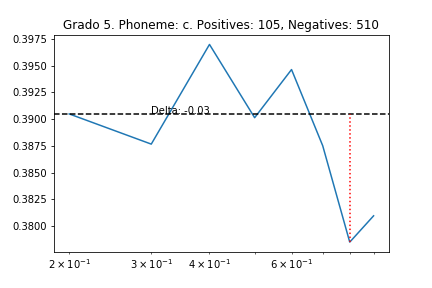 Grado 5. Phoneme: c. Positives: 105, Negatives: 510
0.3975
0.3950
0.3925
0.3900
0.3875
0.3850
0.3825
0.3800
Delta: -0.03
2 × 10⁻¹ 3 × 10⁻¹ 4 × 10⁻¹ 6 × 10⁻¹